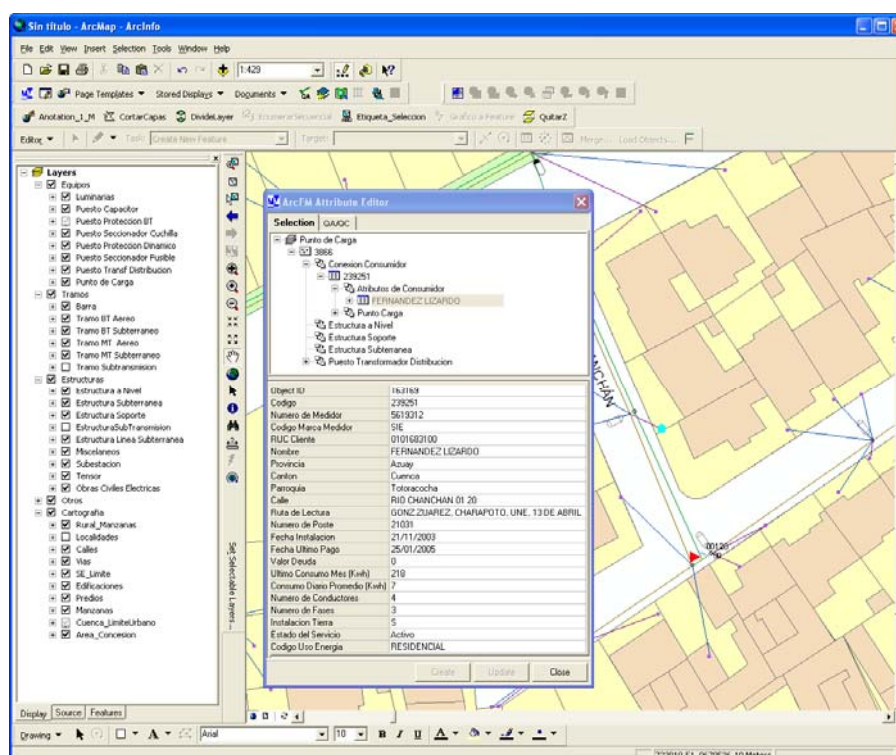 Sin título - ArcMap - ArcInfo
File Edit View Insert Selection Tools Window Help
1:429
Page Templates Stored Displays Documents
Anotation_1_M CortarCapas DivideLayer Etiqueta_Seleccion Grafico a Feature QuitarZ
Editor Task: Create New Feature Target: Merge... Load Objects...
Layers
Equipos
Luminarias
Puesto Capacitor
Puesto Proteccion BT
Puesto Seccionador Cuchilla
Puesto Proteccion Dinamico
Puesto Seccionador Fusible
Puesto Transf Distribucion
Punto de Carga
Tramos
Barra
Tramo BT Aereo
Tramo BT Subterraneo
Tramo MT Aereo
Tramo MT Subterraneo
Tramo Subtransmision
Estructuras
Estructura a Nivel
Estructura Subterranea
Estructura Soporte
EstructuraSubTransmision
Estructura Linea Subterranea
Miscelaneos
Subestacion
Tensor
Obras Civiles Electricas
Otros
Cartografia
Rural_Manzanas
Localidades
Calles
Vias
SE_Limite
Edificaciones
Predios
Manzanas
Cuenca_LimiteUrbano
Area_Concesion
Display Source Features
Set Selectable Layers...
ArcFM Attribute Editor
Selection QA/QC
Punto de Carga
3866
Conexion Consumidor
239251
Atributos de Consumidor
FERNANDEZ LIZARDO
Punto Carga
Estructura a Nivel
Estructura Soporte
Estructura Subterranea
Puesto Transformador Distribucion
Object ID 163169
Codigo 239251
Numero de Medidor 5619312
Codigo Marca Medidor SIE
RUC Cliente 0101683100
Nombre FERNANDEZ LIZARDO
Provincia Azuay
Canton Cuenca
Parroquia Totoracocha
Calle RIO CHANCHAN 01 20
Ruta de Lectura GONZ.ZUAREZ, CHARAPOTO, UNE, 13 DE ABRIL
Numero de Poste 21031
Fecha Instalacion 21/11/2003
Fecha Ultimo Pago 25/01/2005
Valor Deuda 0
Ultimo Consumo Mes (Kwh) 218
Consumo Diario Promedio (Kwh) 7
Numero de Conductores 4
Numero de Fases 3
Instalacion Tierra S
Estado del Servicio Activo
Codigo Uso Energia RESIDENCIAL
Create Update Close
ANCHÁN
00120
Drawing Arial 10 B I U A